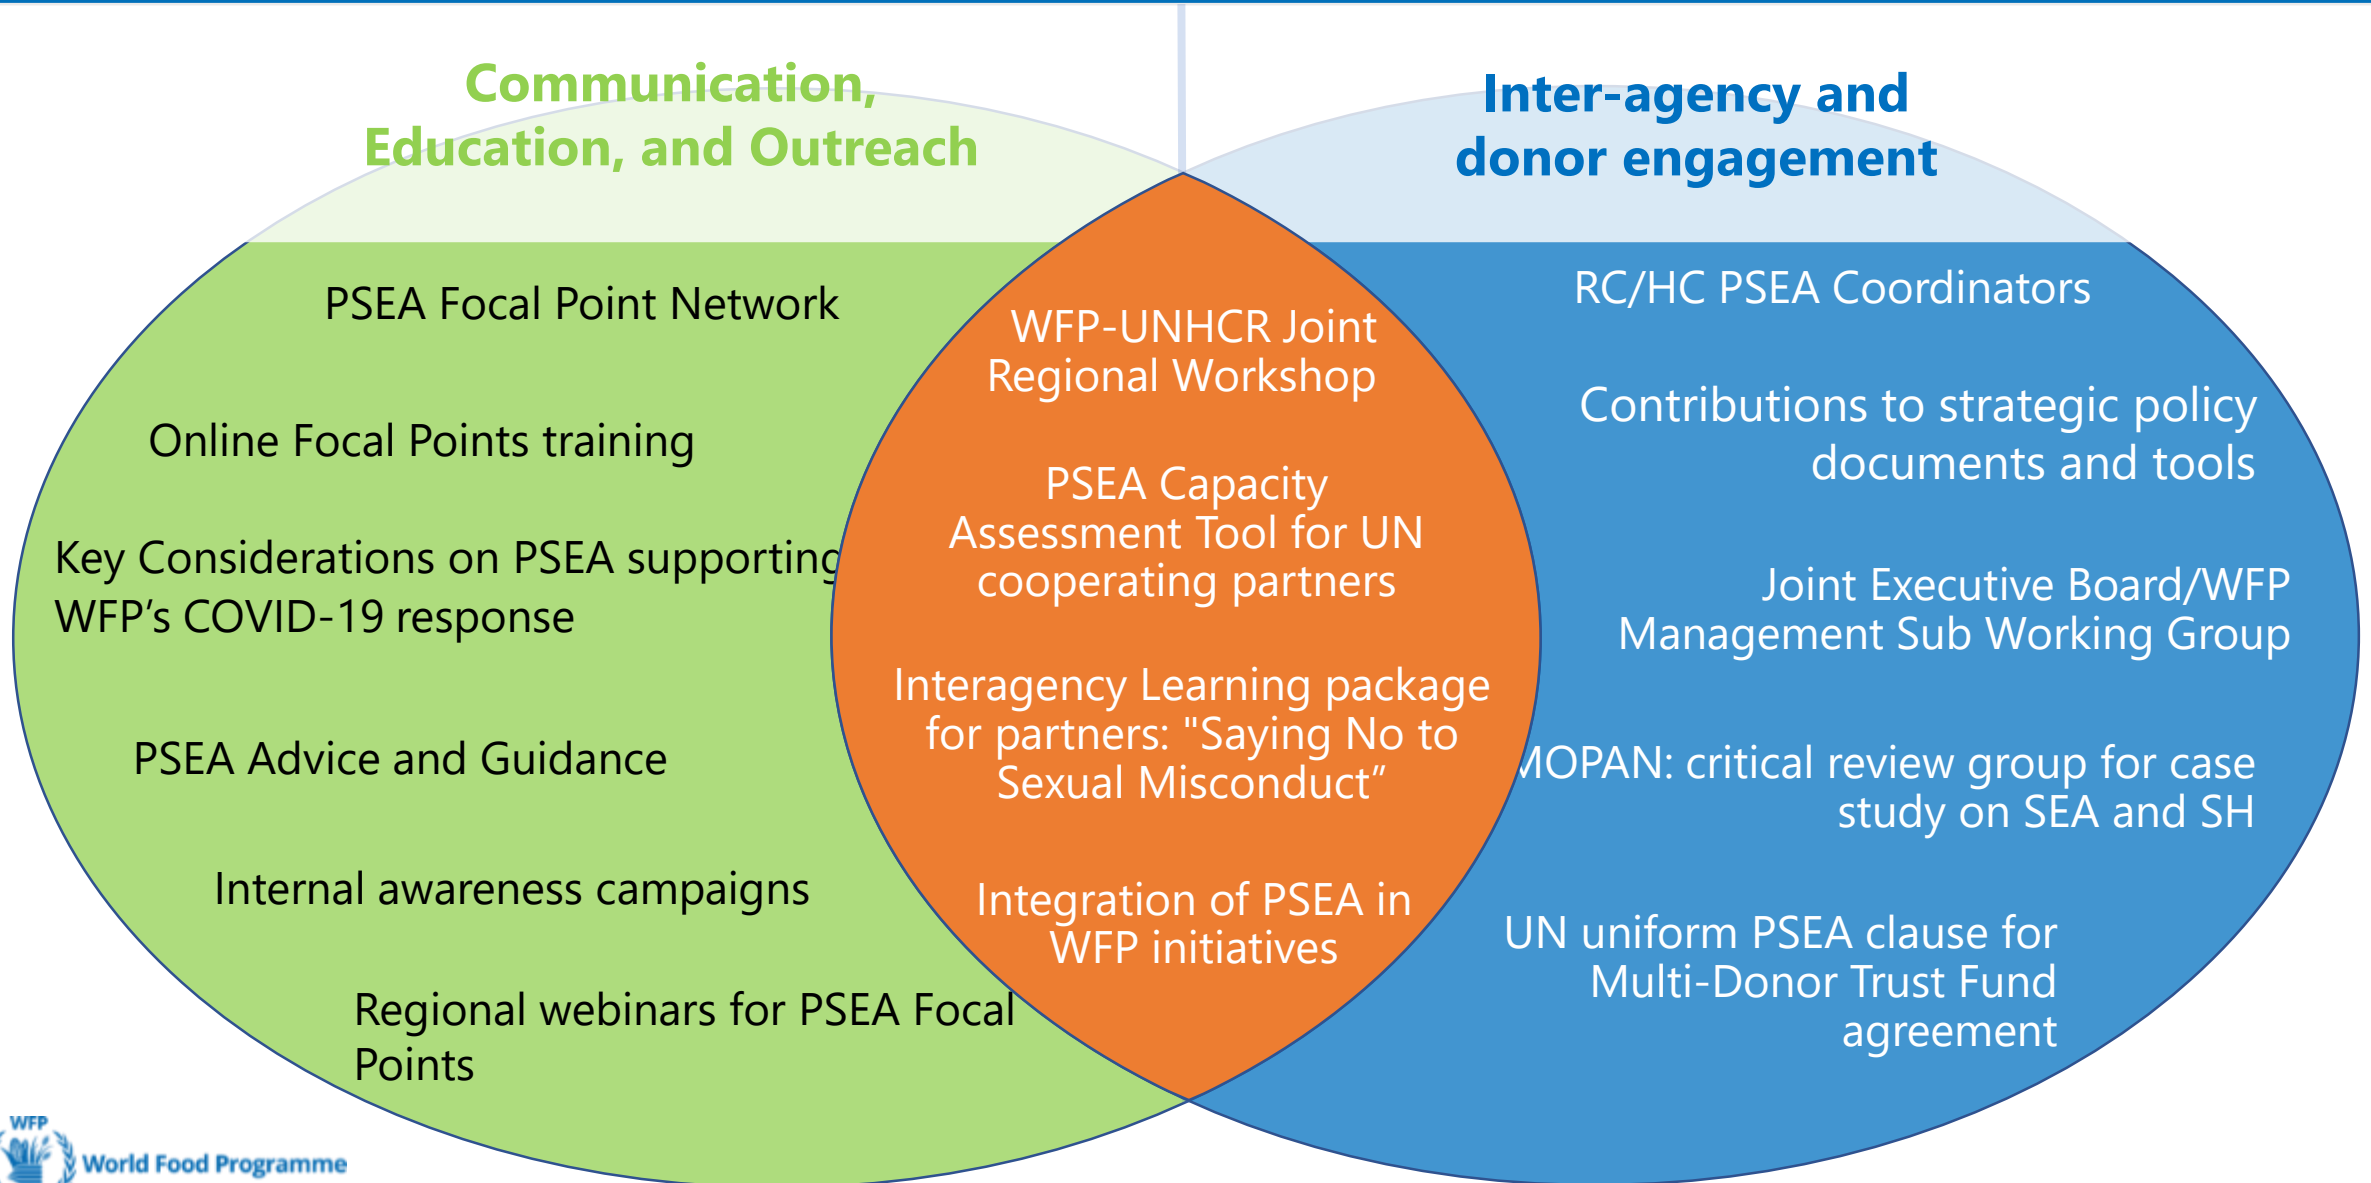 Communication,
Education, and Outreach
PSEA Focal Point Network
Online Focal Points training
Key Considerations on PSEA supporting
WFP’s COVID-19 response
PSEA Advice and Guidance
Internal awareness campaigns
Regional webinars for PSEA Focal
Points
WFP-UNHCR Joint
Regional Workshop
PSEA Capacity
Assessment Tool for UN
cooperating partners
Interagency Learning package
for partners: "Saying No to
Sexual Misconduct”
Integration of PSEA in
WFP initiatives
Inter-agency and
donor engagement
RC/HC PSEA Coordinators
Contributions to strategic policy
documents and tools
Joint Executive Board/WFP
Management Sub Working Group
MOPAN: critical review group for case
study on SEA and SH
UN uniform PSEA clause for
Multi-Donor Trust Fund
agreement
WFP
World Food Programme